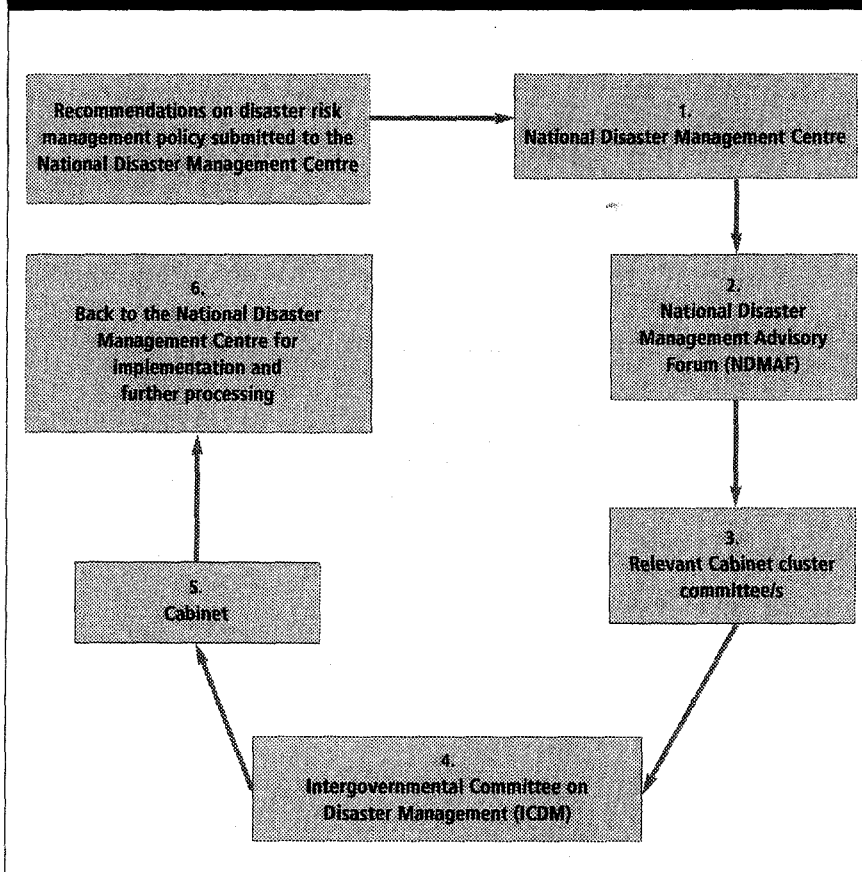 Recommendations on disaster risk
management policy submitted to the
National Disaster Management Centre
1.
National Disaster Management Centre
2.
National Disaster
Management Advisory
Forum (NDMAF)
3.
Relevant Cabinet cluster
committee/s
4.
Intergovernmental Committee on
Disaster Management (ICDM)
5.
Cabinet
6.
Back to the National Disaster
Management Centre for
implementation and
further processing